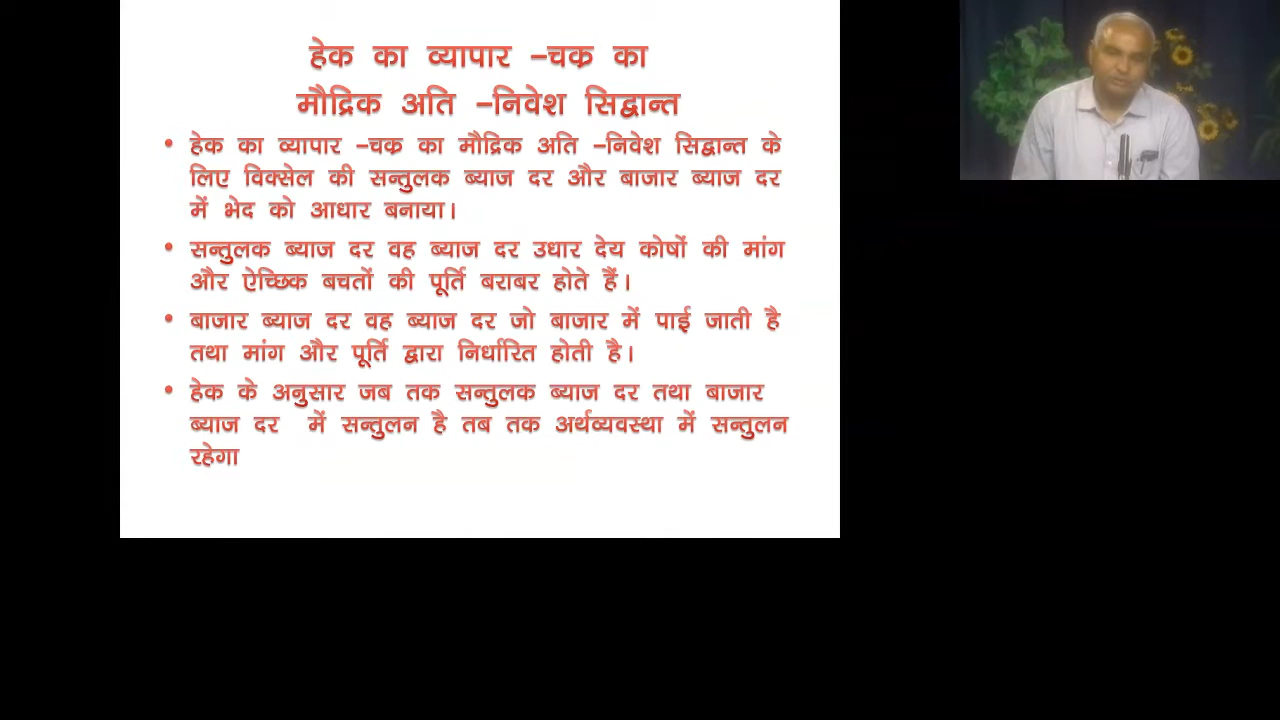 हेक का व्यापार –चक्र का
मौद्रिक अति –निवेश सिद्वान्त
• हेक का व्यापार –चक्र का मौद्रिक अति –निवेश सिद्वान्त के
लिए विक्सेल की सन्तुलक ब्याज दर और बाजार ब्याज दर
में भेद को आधार बनाया।
• सन्तुलक ब्याज दर वह ब्याज दर उधार देय कोषों की मांग
और ऐच्छिक बचतों की पूर्ति बराबर होते हैं।
• बाजार ब्याज दर वह ब्याज दर जो बाजार में पाई जाती है
तथा मांग और पूर्ति द्वारा निर्धारित होती है।
• हेक के अनुसार जब तक सन्तुलक ब्याज दर तथा बाजार
ब्याज दर में सन्तुलन है तब तक अर्थव्यवस्था में सन्तुलन
रहेगा